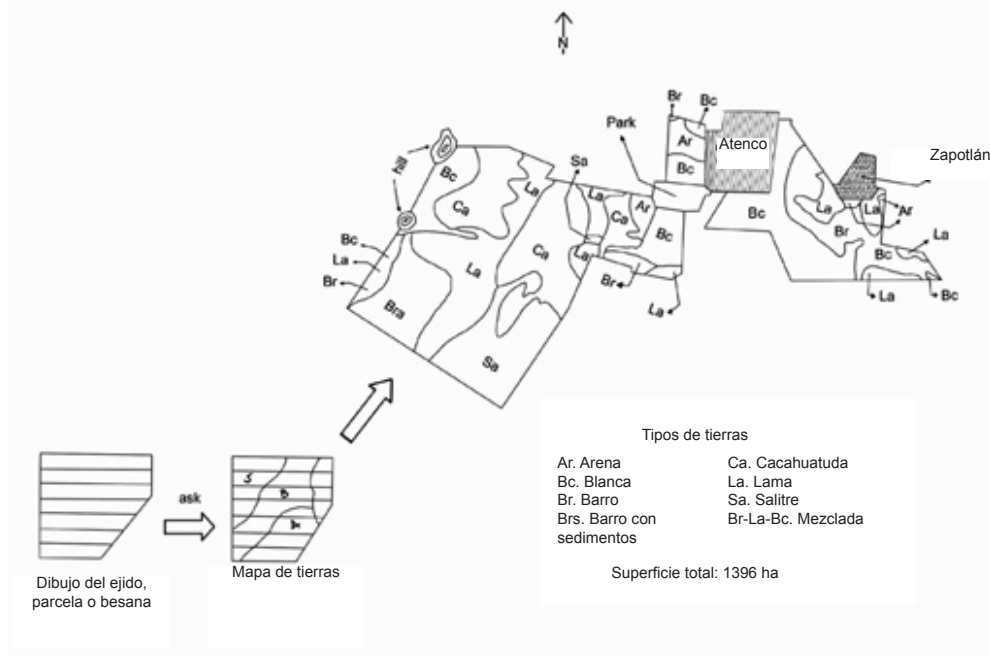 N
Br
Bc
Park
Ar
Atenco
Bc
Zapotlán
hill
Bc
Sa
La
La
Ca
Ar
Ca
Bc
Bc
La
La
Ar
Br
La
Bc
La
Br
La
Ca
La
Bc
La
Bc
Br
La
Bra
Sa
ask
S
B
A
Dibujo del ejido,
parcela o besana
Mapa de tierras
Tipos de tierras
Ar. Arena
Bc. Blanca
Br. Barro
Brs. Barro con
sedimentos
Ca. Cacahuatuda
La. Lama
Sa. Salitre
Br-La-Bc. Mezclada
Superficie total: 1396 ha